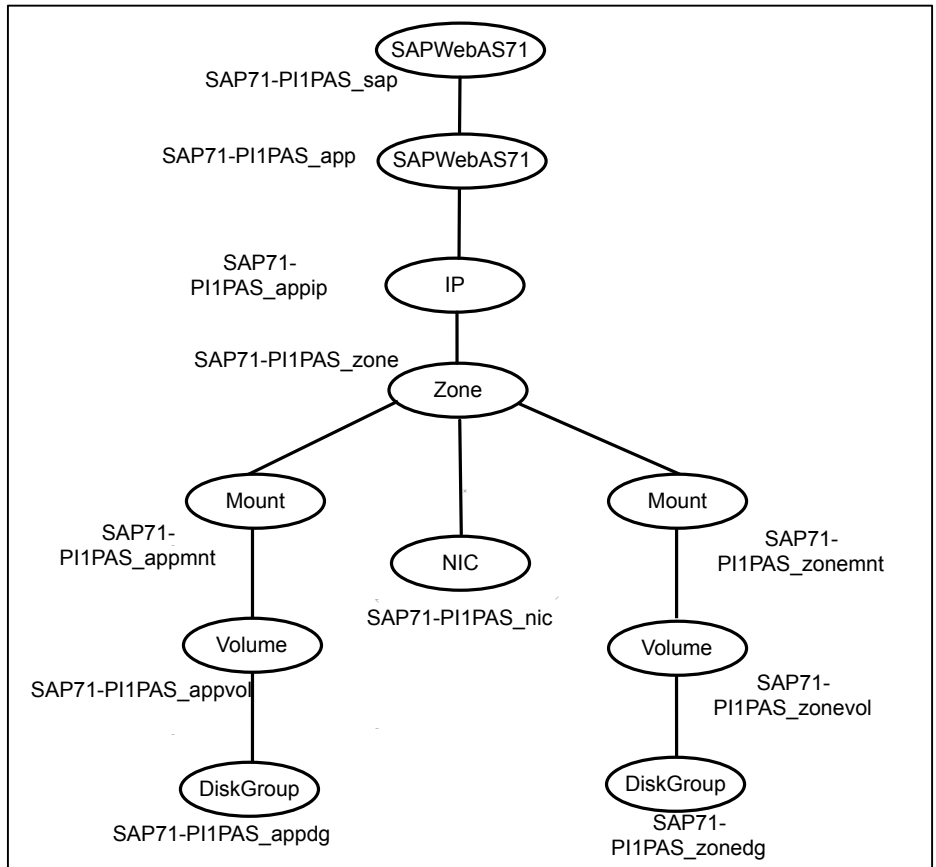 SAPWebAS71
SAP71-PI1PAS_sap
SAP71-PI1PAS_app
SAPWebAS71
SAP71-
PI1PAS_appip
IP
SAP71-PI1PAS_zone
Zone
Mount
Mount
SAP71-
PI1PAS_appmnt
SAP71-
PI1PAS_zonemnt
NIC
SAP71-PI1PAS_nic
Volume
Volume
SAP71-PI1PAS_appvol
SAP71-
PI1PAS_zonevol
DiskGroup
DiskGroup
SAP71-PI1PAS_appdg
SAP71-
PI1PAS_zonedg